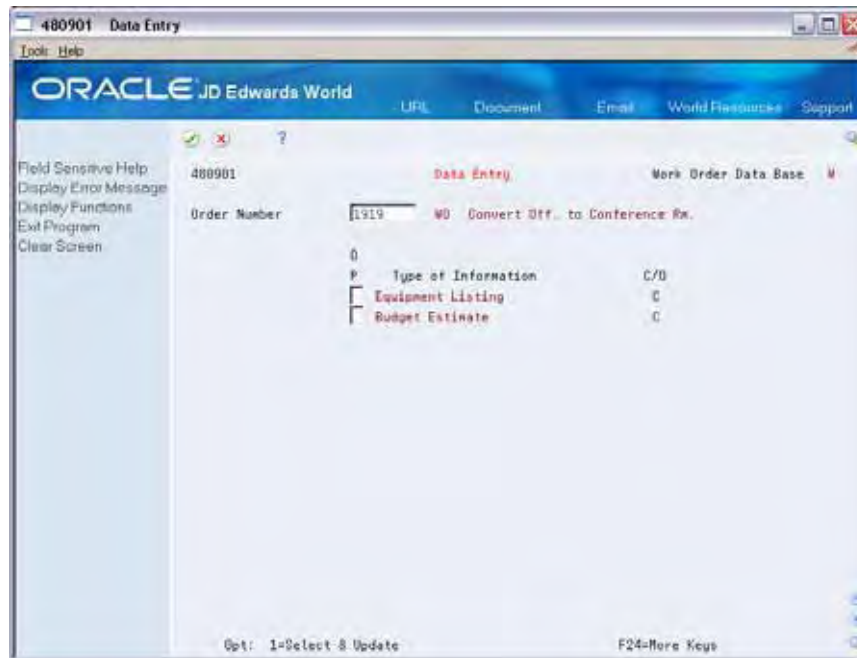 480901 Data Entry
Tools Help
ORACLE JD Edwards World
URL Document Email World Resources Support
?
Field Sensitive Help
Display Error Message
Display Functions
Exit Program
Clear Screen
480901 Data Entry Work Order Data Base W
Order Number 1919 WO Convert Off. to Conference Rm.
O
P Type of Information C/D
Equipment Listing C
Budget Estimate C
Opt: 1=Select & Update F24=More Keys